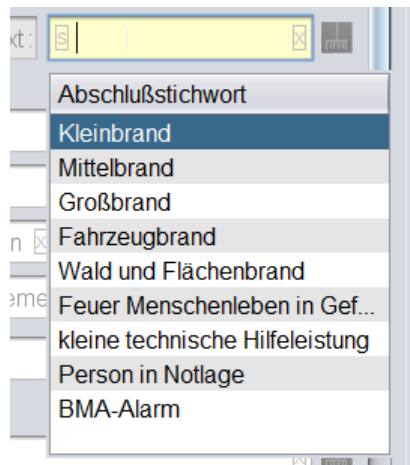 xt:
s
x
Abschlußstichwort
Kleinbrand
Mittelbrand
Großbrand
Fahrzeugbrand
n x
Wald und Flächenbrand
eme
Feuer Menschenleben in Gef...
kleine technische Hilfeleistung
Person in Notlage
BMA-Alarm